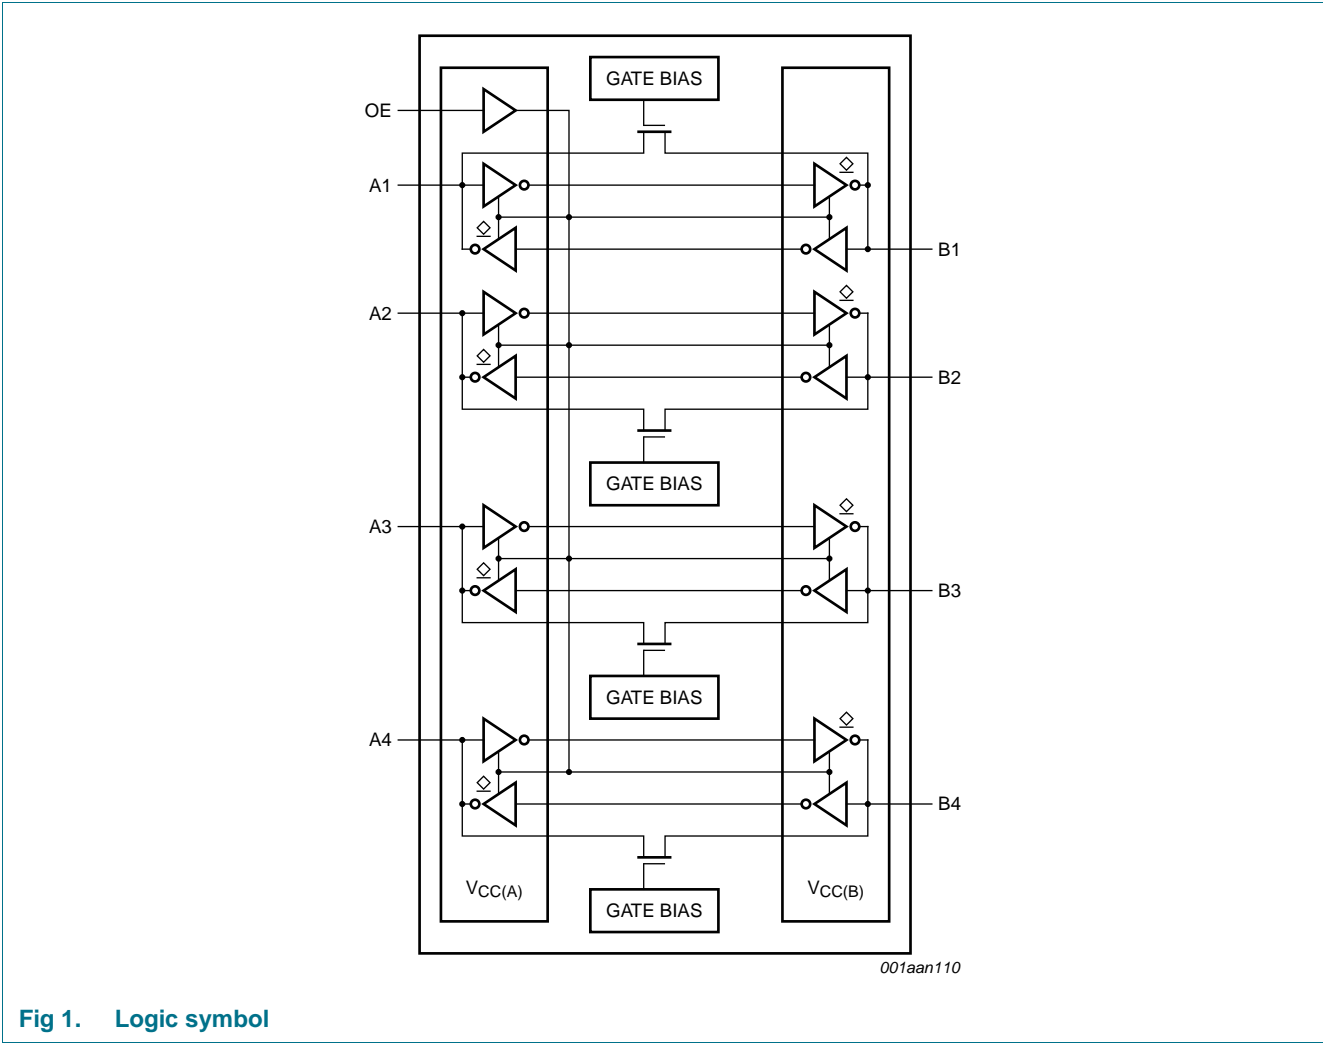 GATE BIAS
OE
A1
B1
A2
B2
GATE BIAS
A3
B3
GATE BIAS
A4
B4
VCC(A)
VCC(B)
GATE BIAS
001aan110
Fig 1. Logic symbol